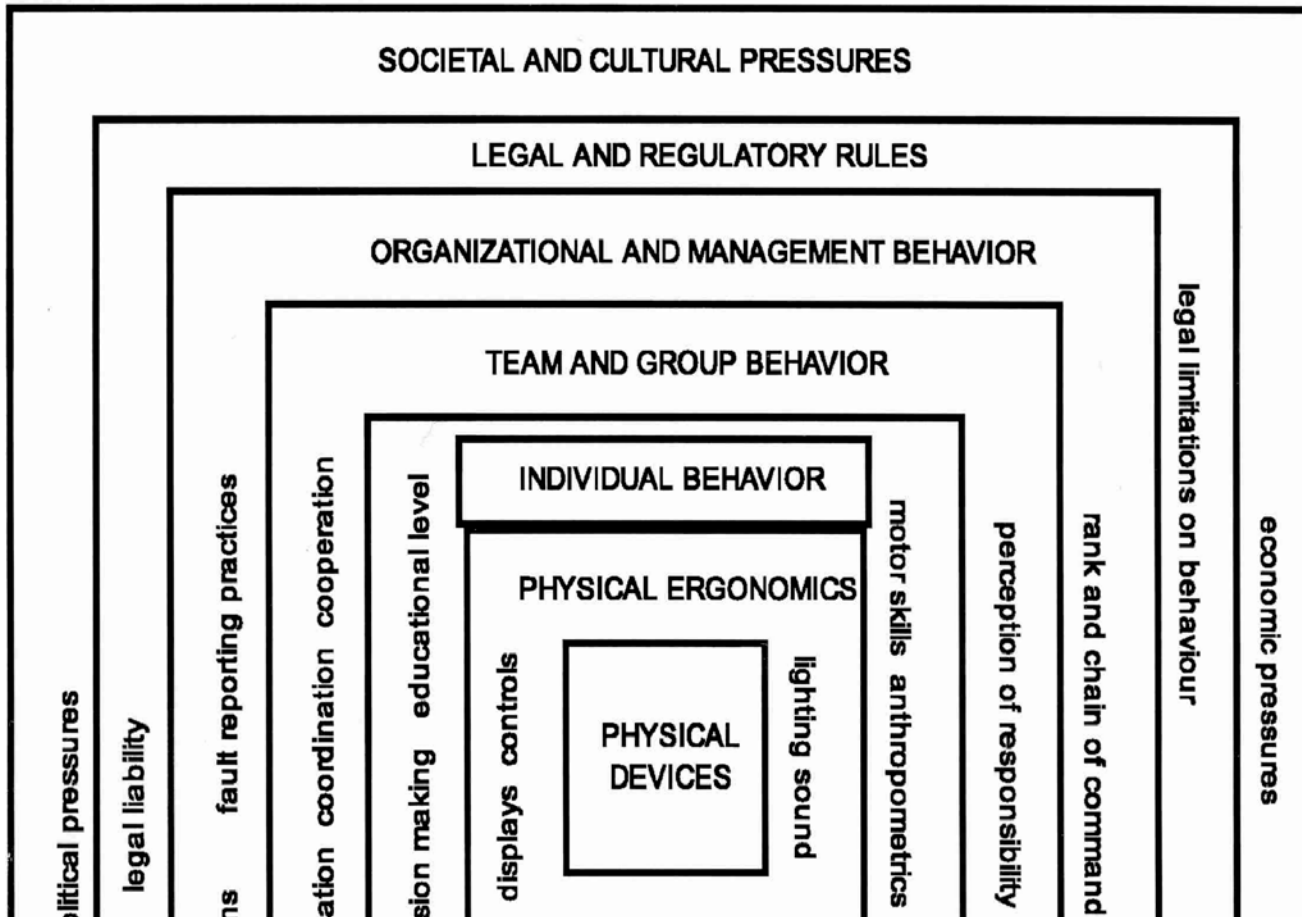 SOCIETAL AND CULTURAL PRESSURES
LEGAL AND REGULATORY RULES
ORGANIZATIONAL AND MANAGEMENT BEHAVIOR
TEAM AND GROUP BEHAVIOR
INDIVIDUAL BEHAVIOR
PHYSICAL ERGONOMICS
PHYSICAL
DEVICES
pressures
legal liability
fault reporting practices
coordination cooperation
making educational level
displays controls
lighting sound
motor skills anthropometrics
perception of responsibility
rank and chain of command
legal limitations on behaviour
economic pressures